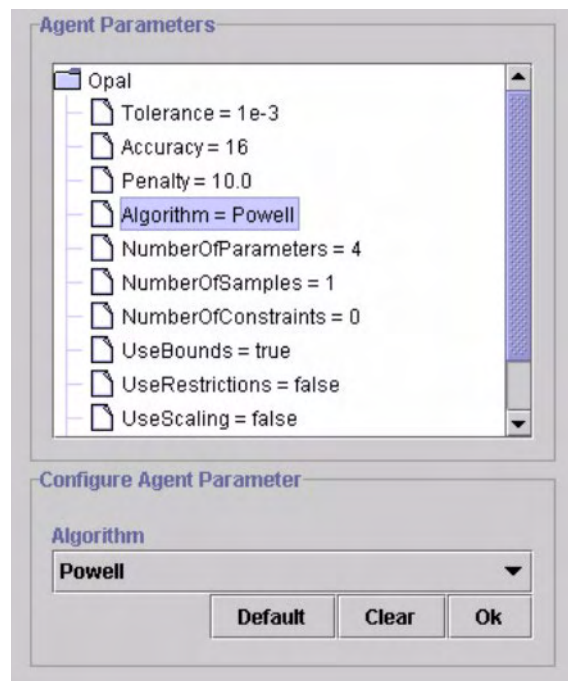 Agent Parameters
Opal
Tolerance = 1e-3
Accuracy = 16
Penalty = 10.0
Algorithm = Powell
NumberOfParameters = 4
NumberOfSamples = 1
NumberOfConstraints = 0
UseBounds = true
UseRestrictions = false
UseScaling = false
Configure Agent Parameter
Algorithm
Powell
Default Clear Ok